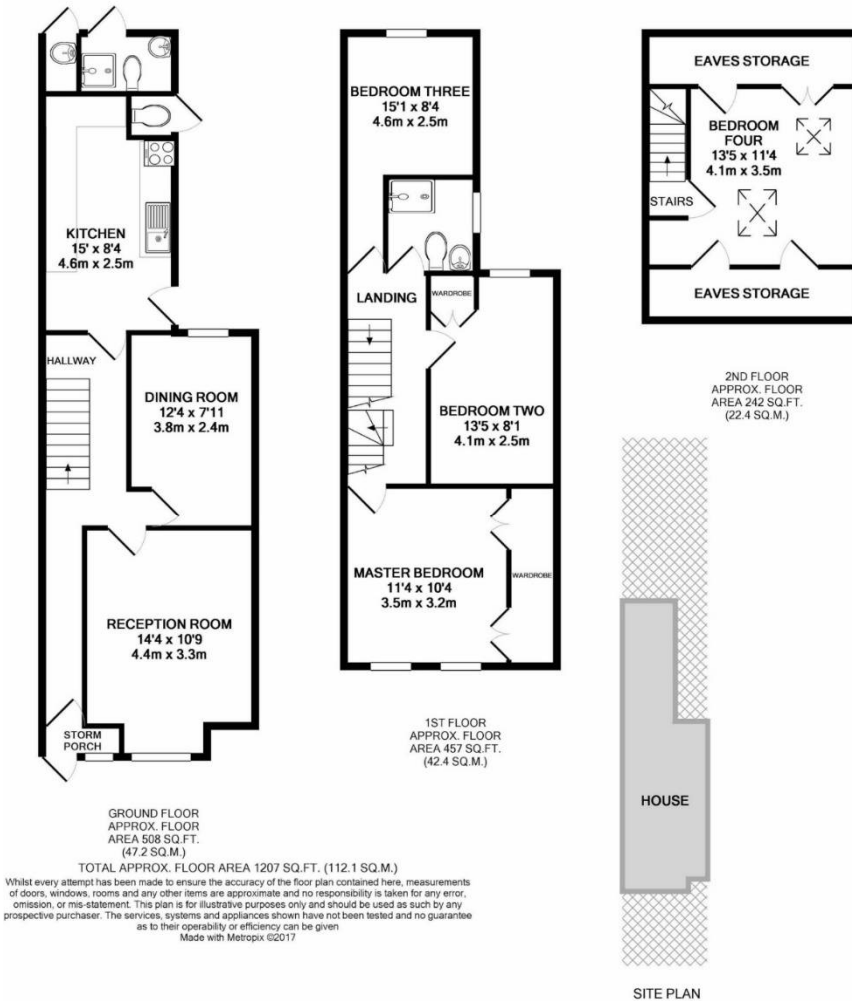 KITCHEN
15' x 8'4
4.6m x 2.5m
HALLWAY
DINING ROOM
12'4 x 7'11
3.8m x 2.4m
RECEPTION ROOM
14'4 x 10'9
4.4m x 3.3m
STORM
PORCH
GROUND FLOOR
APPROX. FLOOR
AREA 508 SQ.FT.
(47.2 SQ.M.)
BEDROOM THREE
15'1 x 8'4
4.6m x 2.5m
LANDING
WARDROBE
BEDROOM TWO
13'5 x 8'1
4.1m x 2.5m
MASTER BEDROOM
11'4 x 10'4
3.5m x 3.2m
WARDROBE
1ST FLOOR
APPROX. FLOOR
AREA 457 SQ.FT.
(42.4 SQ.M.)
EAVES STORAGE
BEDROOM
FOUR
13'5 x 11'4
4.1m x 3.5m
STAIRS
EAVES STORAGE
2ND FLOOR
APPROX. FLOOR
AREA 242 SQ.FT.
(22.4 SQ.M.)
HOUSE
SITE PLAN
TOTAL APPROX. FLOOR AREA 1207 SQ.FT. (112.1 SQ.M.)
Whilst every attempt has been made to ensure the accuracy of the floor plan contained here, measurements
of doors, windows, rooms and any other items are approximate and no responsibility is taken for any error,
omission, or mis-statement. This plan is for illustrative purposes only and should be used as such by any
prospective purchaser. The services, systems and appliances shown have not been tested and no guarantee
as to their operability or efficiency can be given
Made with Metropix ©2017